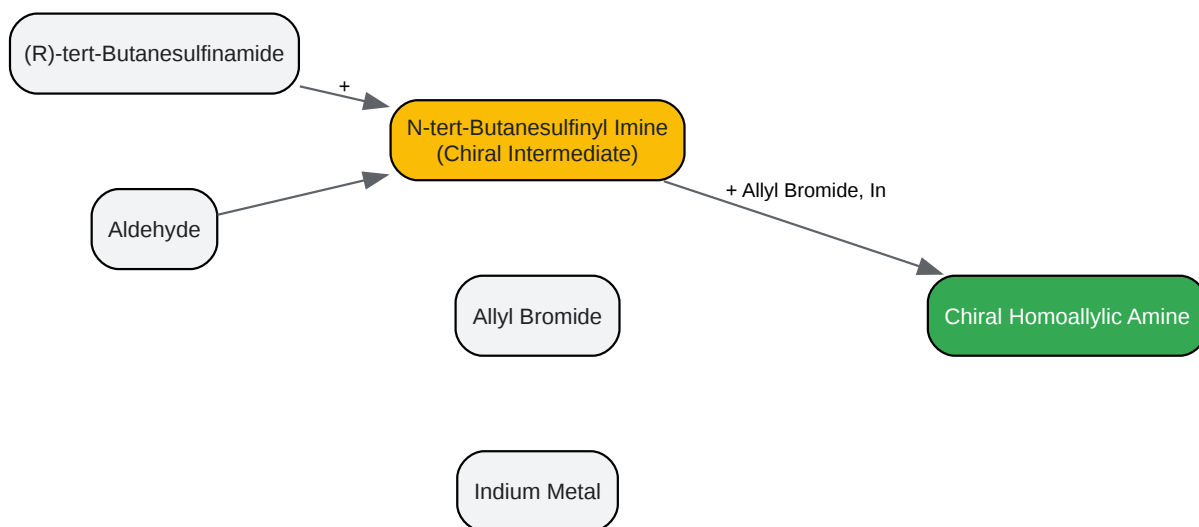 (R)-tert-Butanesulfinamide
+
N-tert-Butanesulfinyl Imine
(Chiral Intermediate)
+ Allyl Bromide, In
Aldehyde
Allyl Bromide
Chiral Homoallylic Amine
Indium Metal